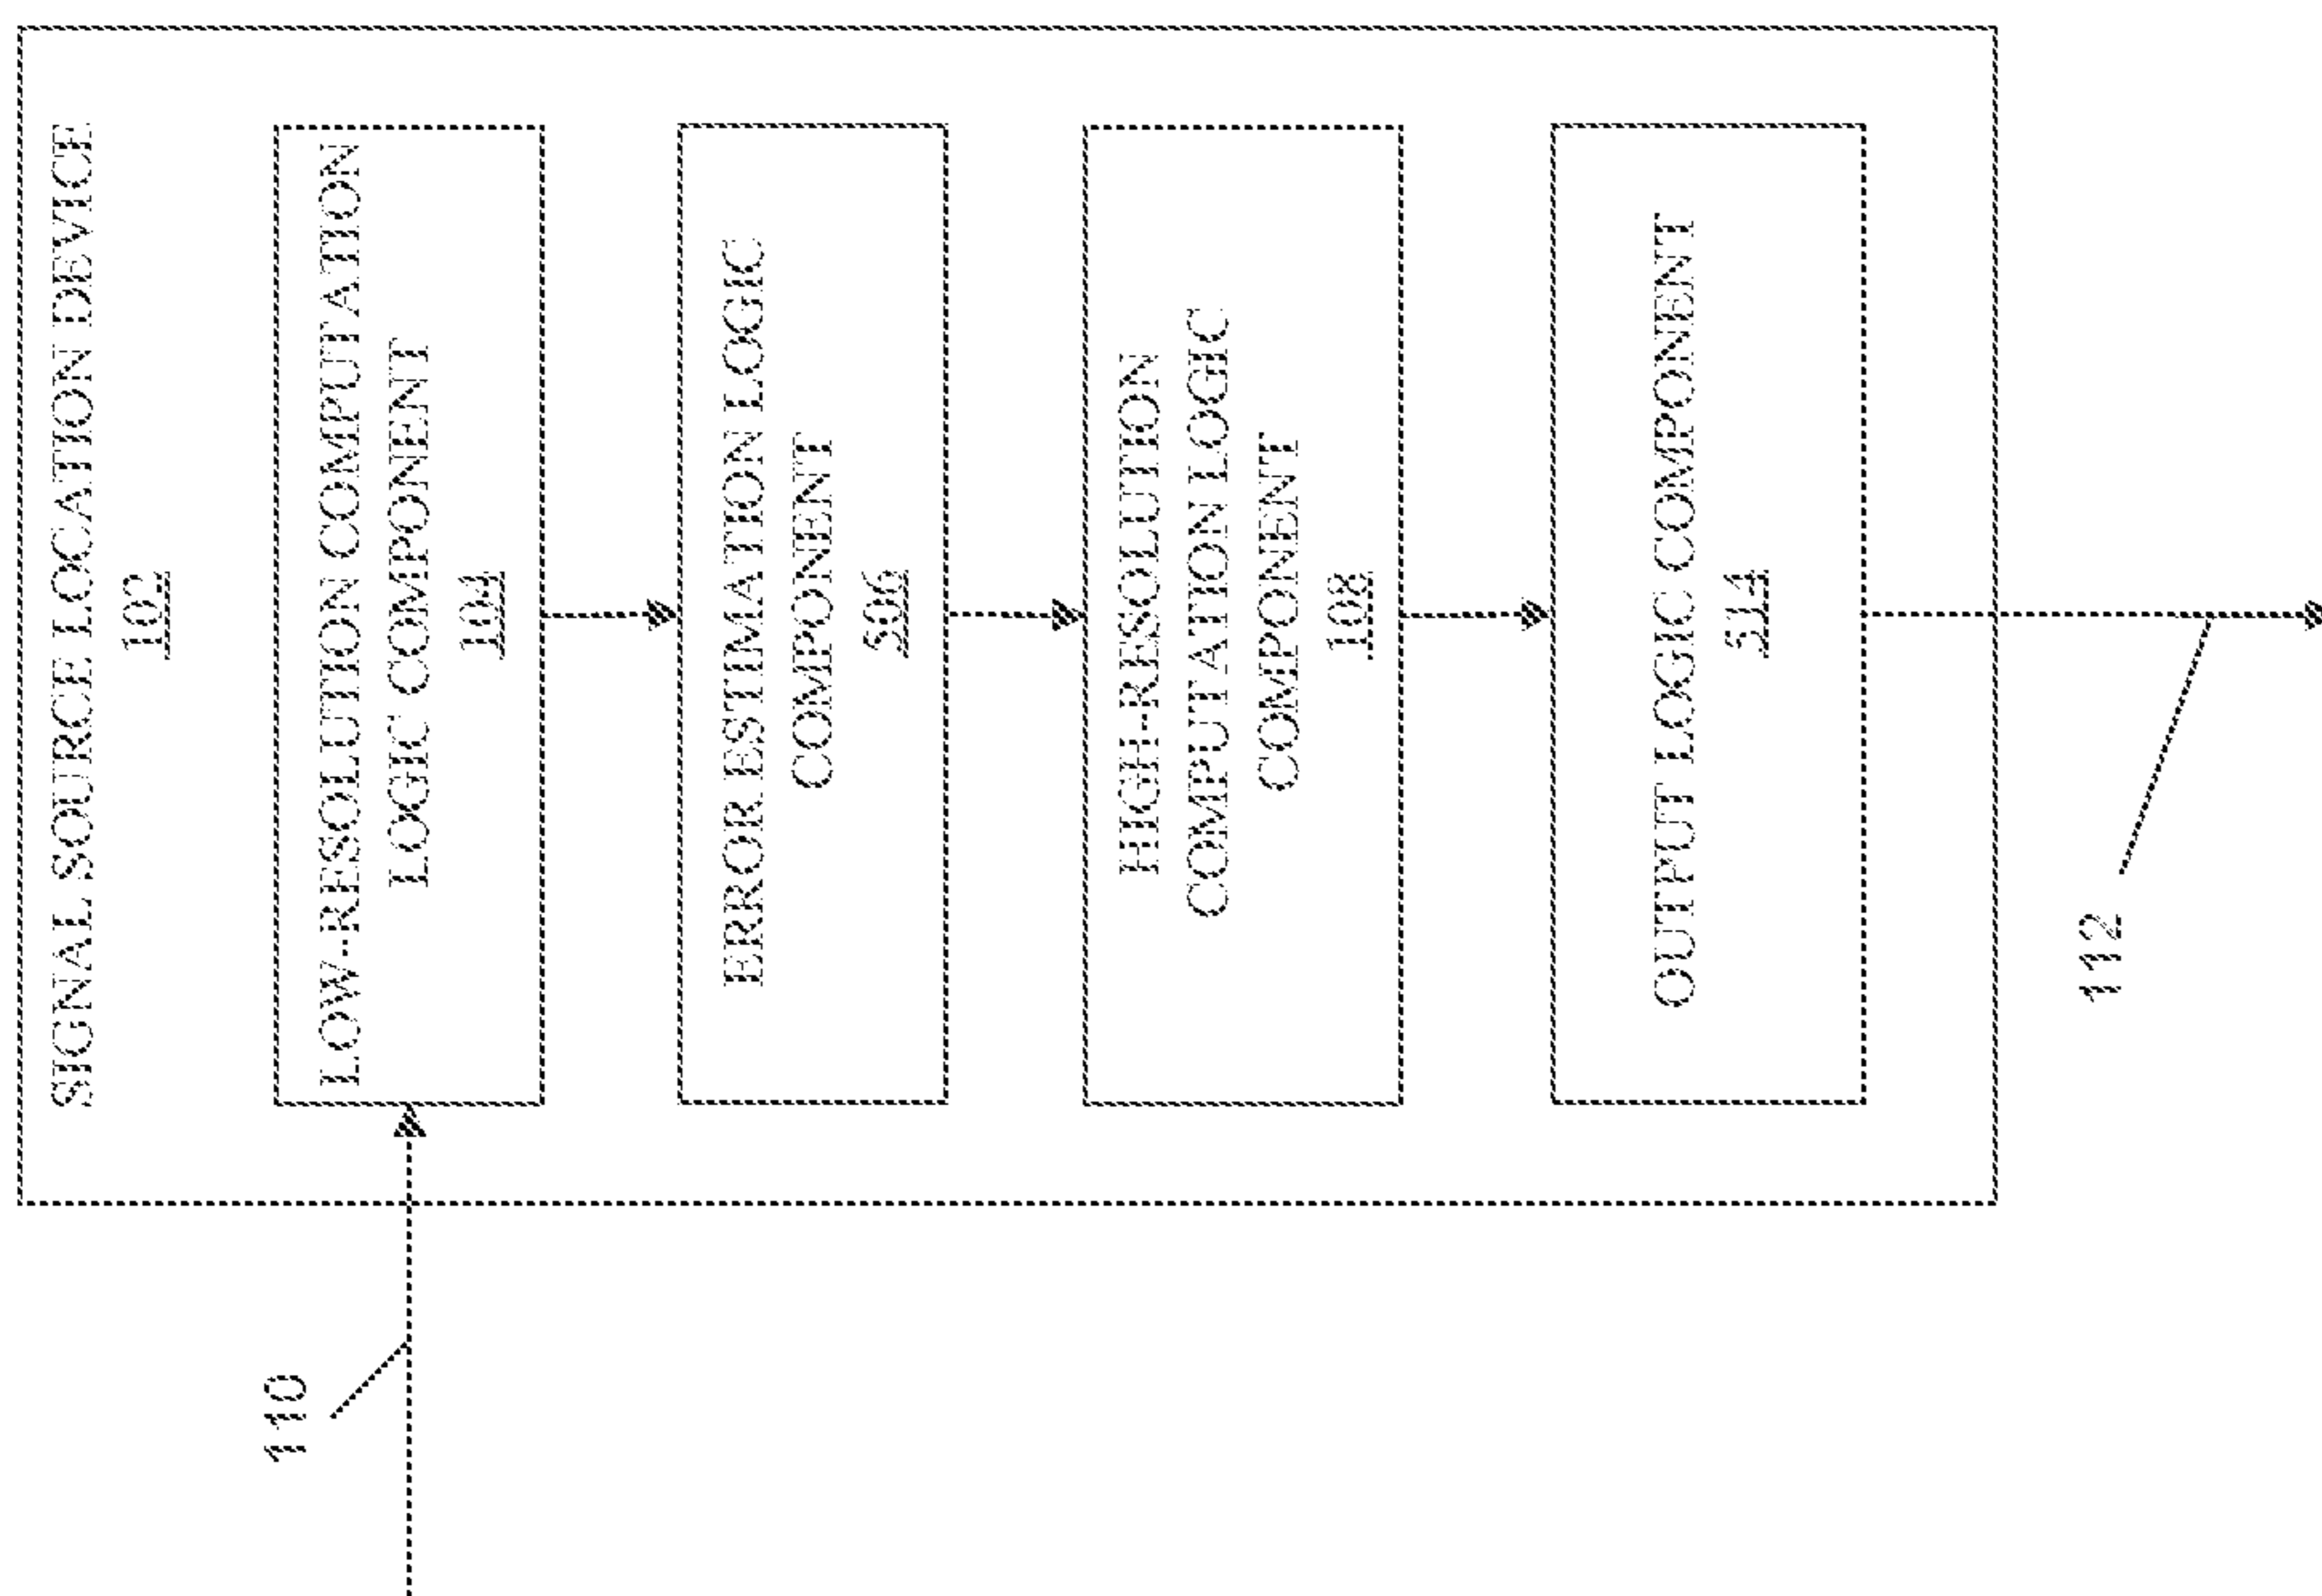 SIGNAL SOURCE LOCATION DEVICE
102
LOW-RESOLUTION COMPUTATION
LOGIC COMPONENT
104
ERROR ESTIMATION LOGIC
COMPONENT
506
HIGH-RESOLUTION
COMPUTATION LOGIC
COMPONENT
108
OUTPUT LOGIC COMPONENT
514
110
112